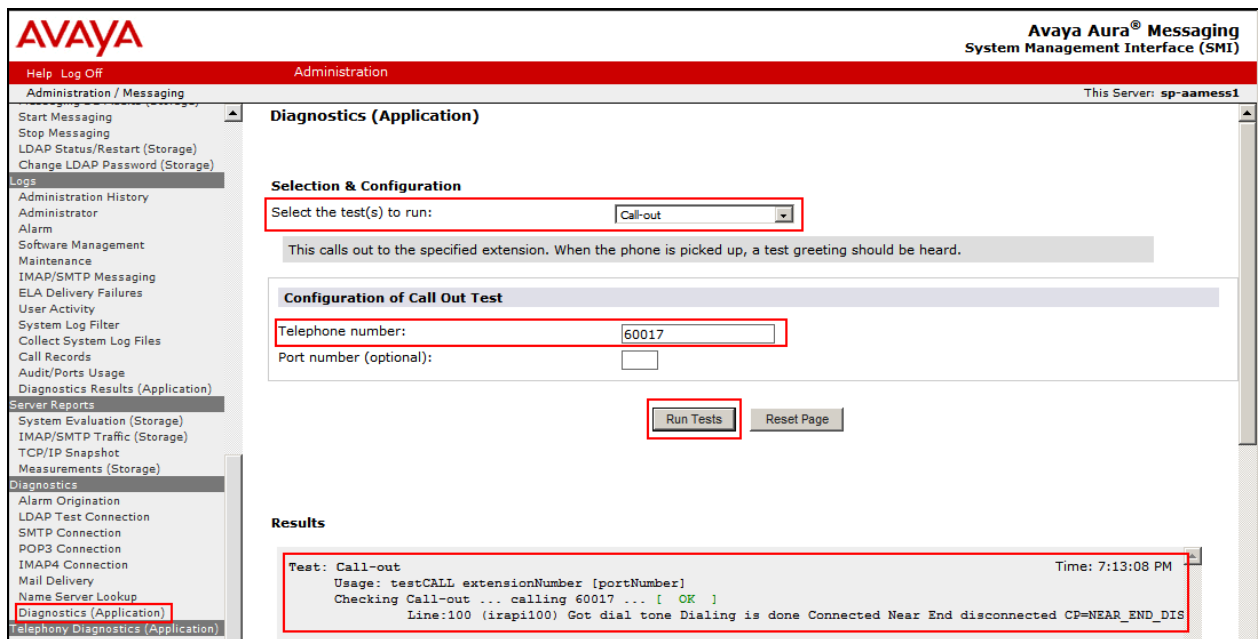 AVAYA
Avaya Aura® Messaging
System Management Interface (SMI)
Help Log Off
Administration
Administration / Messaging
This Server: sp-aamess1
Start Messaging
Stop Messaging
LDAP Status/Restart (Storage)
Change LDAP Password (Storage)
Logs
Administration History
Administrator
Alarm
Software Management
Maintenance
IMAP/SMTP Messaging
ELA Delivery Failures
User Activity
System Log Filter
Collect System Log Files
Call Records
Audit/Ports Usage
Diagnostics Results (Application)
Server Reports
System Evaluation (Storage)
IMAP/SMTP Traffic (Storage)
TCP/IP Snapshot
Measurements (Storage)
Diagnostics
Alarm Origination
LDAP Test Connection
SMTP Connection
POP3 Connection
IMAP4 Connection
Mail Delivery
Name Server Lookup
Diagnostics (Application)
Telephony Diagnostics (Application)
Diagnostics (Application)
Selection & Configuration
Select the test(s) to run: Call-out
This calls out to the specified extension. When the phone is picked up, a test greeting should be heard.
Configuration of Call Out Test
Telephone number: 60017
Port number (optional):
Run Tests Reset Page
Results
Test: Call-out Time: 7:13:08 PM
Usage: testCALL extensionNumber [portNumber]
Checking Call-out ... calling 60017 ... [ OK ]
Line:100 (irapi100) Got dial tone Dialing is done Connected Near End disconnected CP=NEAR_END_DIS